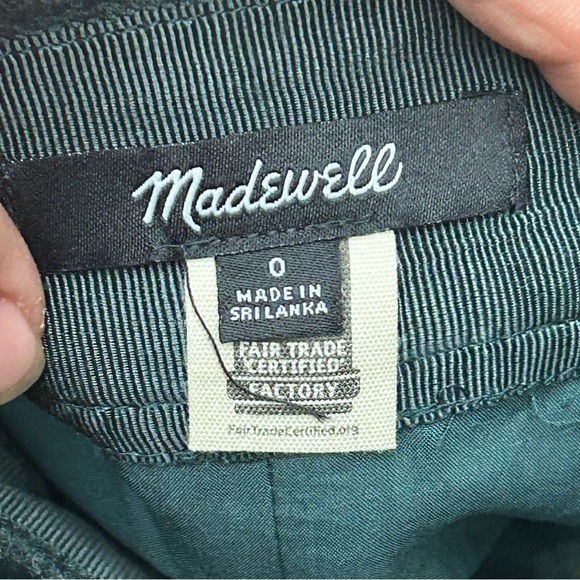 Madewell
0
MADE IN
SRI LANKA
FAIR TRADE
CERTIFIED
FACTORY
FairTradeCertified.org